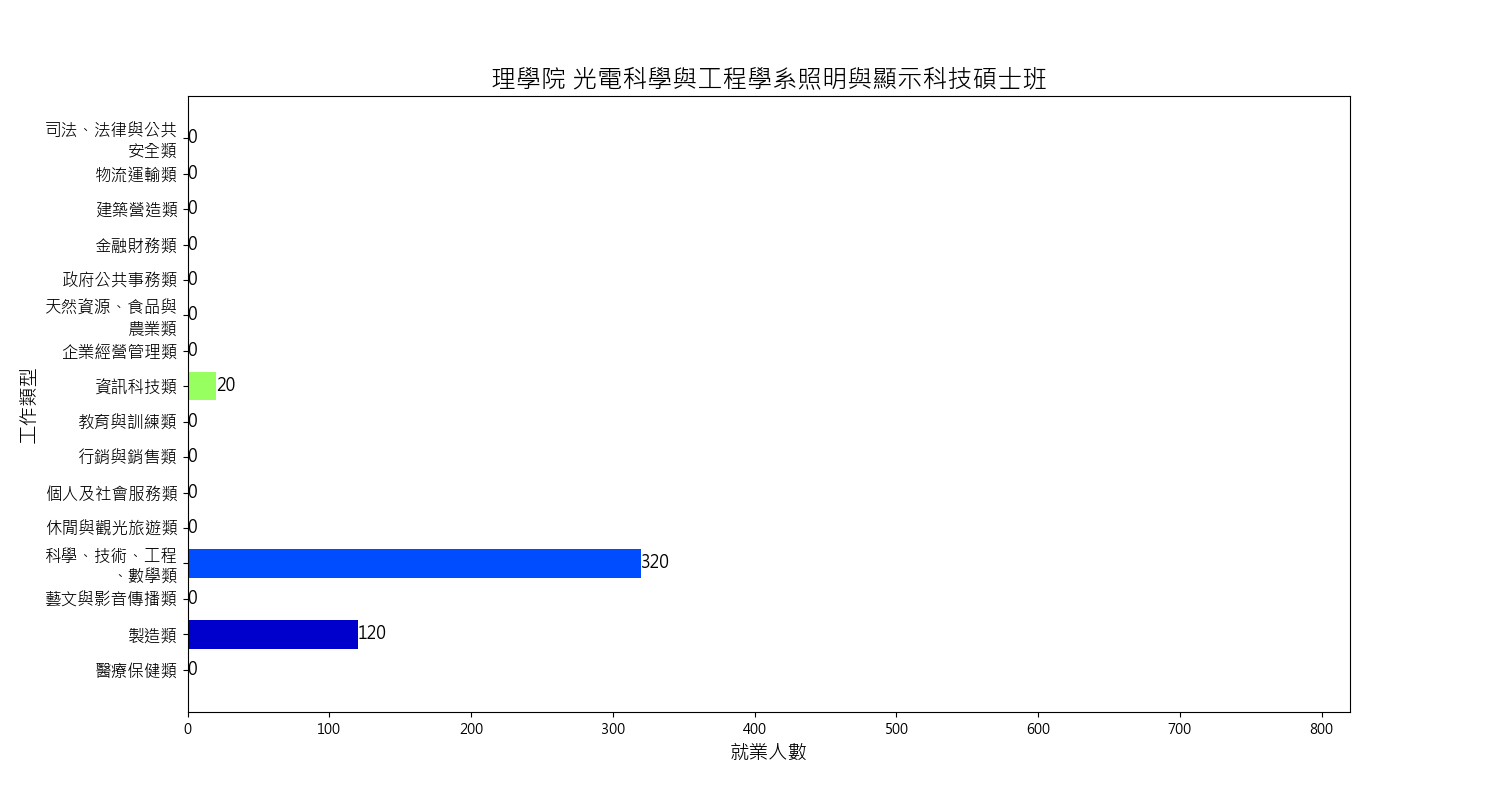 理學院 光電科學與工程學系照明與顯示科技碩士班
司法、法律與公共
安全類
0
物流運輸類
0
建築營造類
0
金融財務類
0
政府公共事務類
0
天然資源、食品與
農業類
0
企業經營管理類
0
資訊科技類
20
教育與訓練類
0
行銷與銷售類
0
個人及社會服務類
0
休閒與觀光旅遊類
0
科學、技術、工程
、數學類
320
藝文與影音傳播類
0
製造類
120
醫療保健類
0
工作類型
0 100 200 300 400 500 600 700 800
就業人數